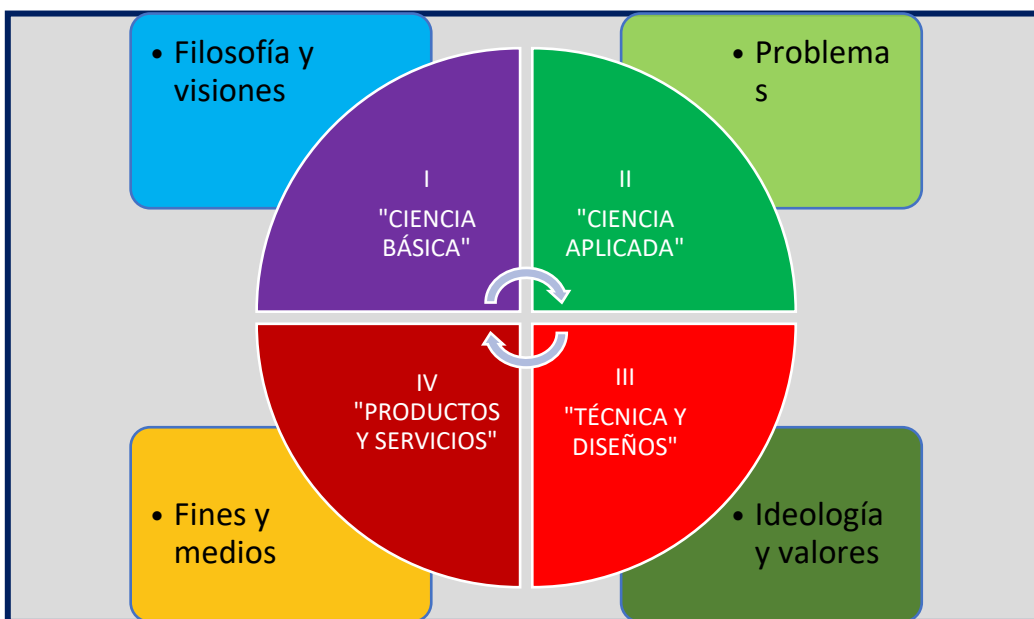 • Filosofía y
visiones
• Problema
s
I
"CIENCIA
BÁSICA"
II
"CIENCIA
APLICADA"
IV
"PRODUCTOS
Y SERVICIOS"
III
"TÉCNICA Y
DISEÑOS"
• Fines y
medios
• Ideología
y valores